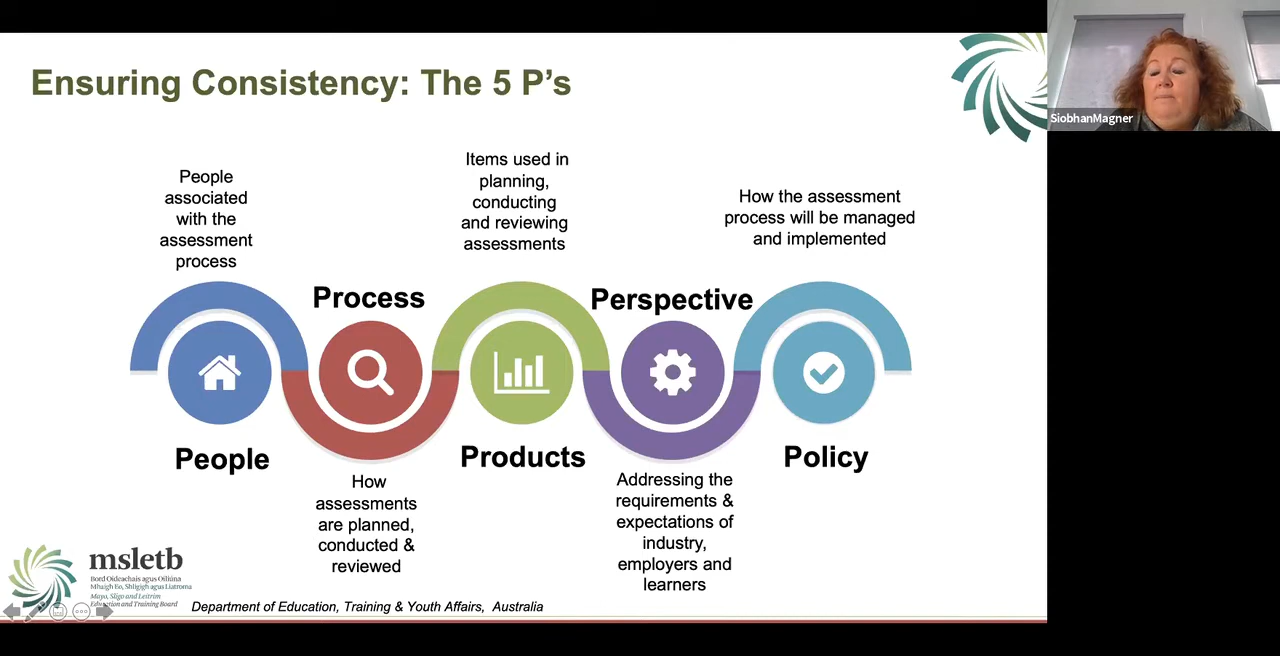 Ensuring Consistency: The 5 P's
SiobhanMagner
People
associated
with the
assessment
process
Items used in
planning,
conducting
and reviewing
assessments
How the assessment
process will be managed
and implemented
Process
Perspective
People
Products
Policy
How
assessments
are planned,
conducted &
reviewed
Addressing the
requirements &
expectations of
industry,
employers and
learners
msletb
Bord Oideachais agus Oiliúna
Mhaigh Eo, Shligigh agus Liatroma
Mayo, Sligo and Leitrim
Education and Training Board
Department of Education, Training & Youth Affairs, Australia